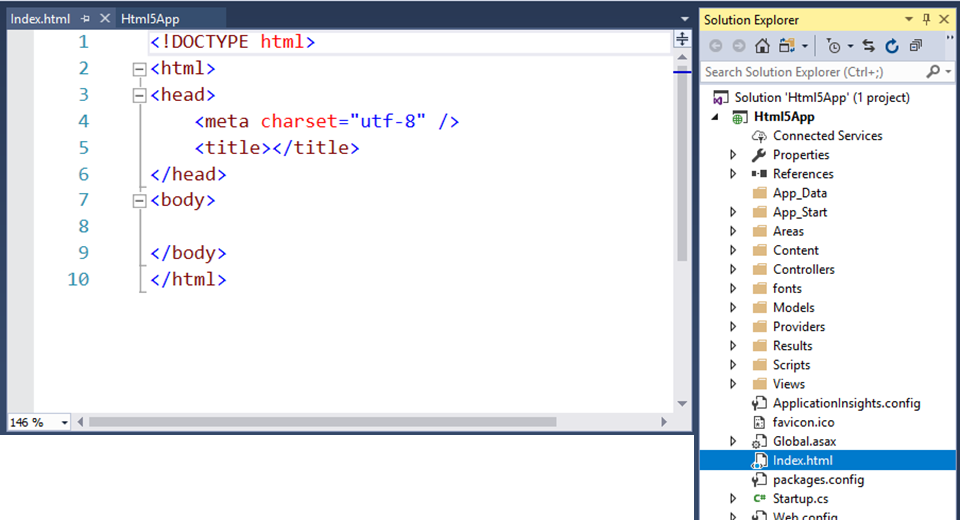 Index.html Html5App
1 <!DOCTYPE html>
2 <html>
3 <head>
4 <meta charset="utf-8" />
5 <title></title>
6 </head>
7 <body>
8
9 </body>
10 </html>
146 %
Solution Explorer
Search Solution Explorer (Ctrl+;)
Solution 'Html5App' (1 project)
Html5App
Connected Services
Properties
References
App_Data
App_Start
Areas
Content
Controllers
fonts
Models
Providers
Results
Scripts
Views
ApplicationInsights.config
favicon.ico
Global.asax
Index.html
packages.config
Startup.cs
Web.config